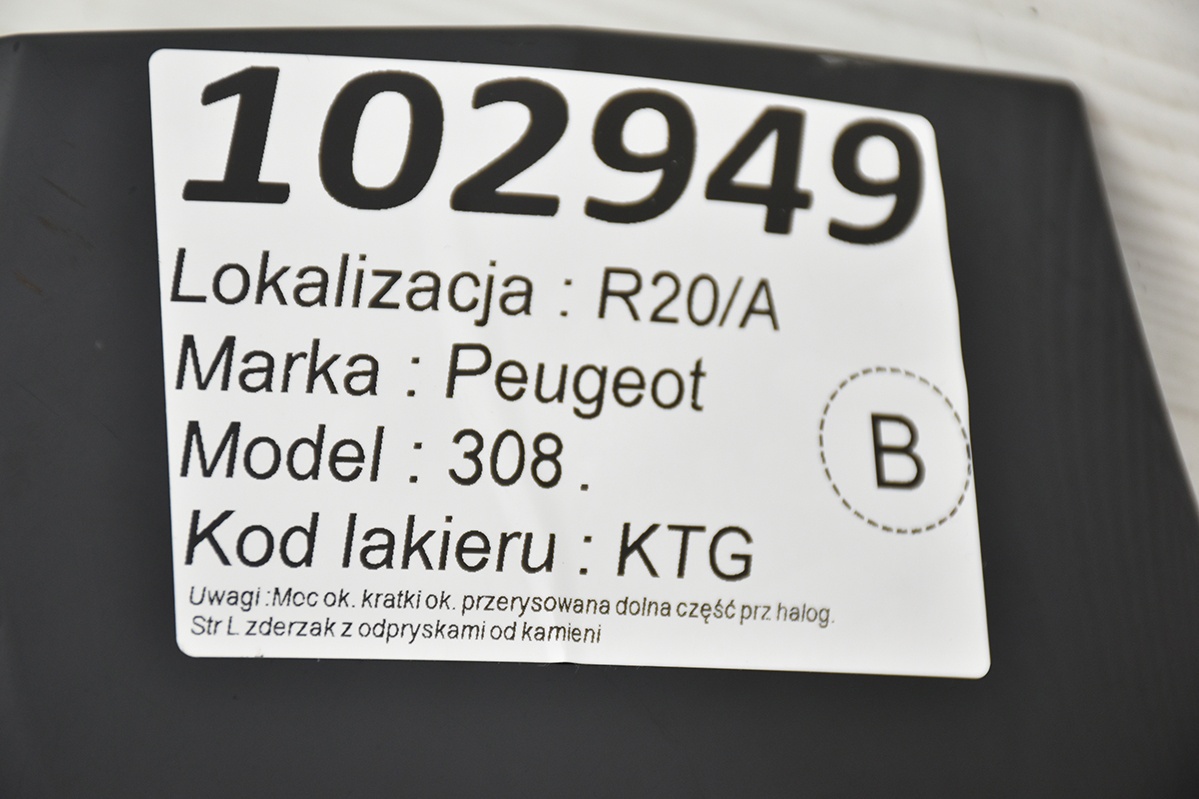 102949
Lokalizacja : R20/A
Marka : Peugeot
Model : 308 .
B
Kod lakieru : KTG
Uwagi :Moc ok. kratki ok. przerysowana dolna część prz halog.
Str L zderzak z odpryskami od kamieni